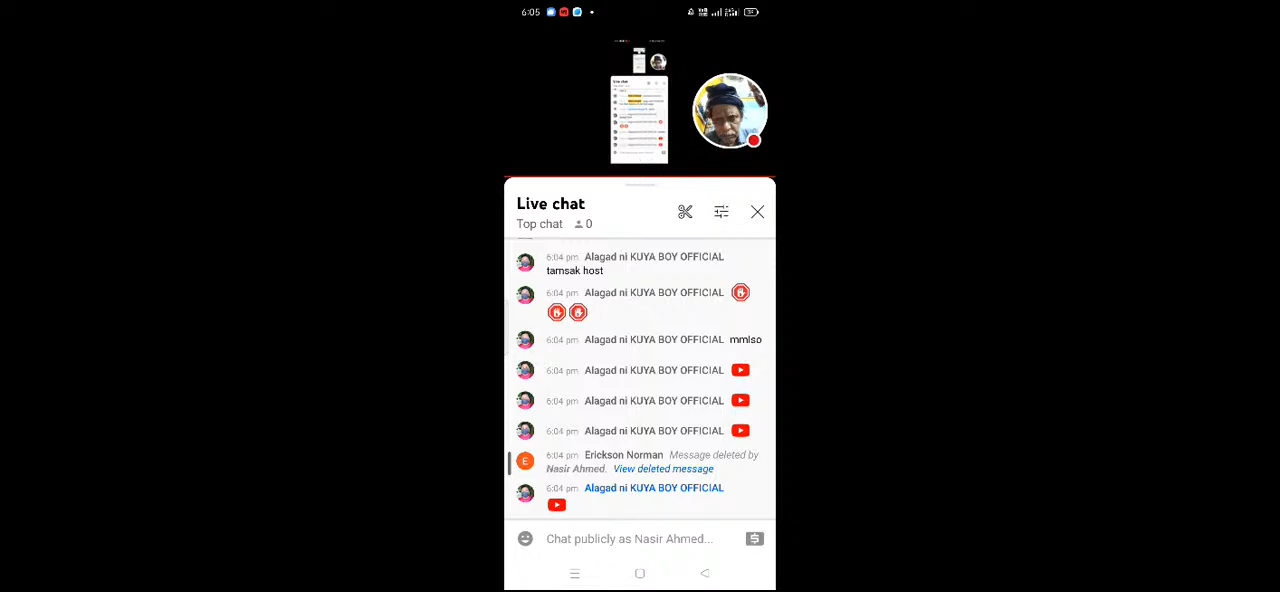 6:05
Live chat
Top chat 0
6:04 pm Alagad ni KUYA BOY OFFICIAL
tamsak host
6:04 pm Alagad ni KUYA BOY OFFICIAL
6:04 pm Alagad ni KUYA BOY OFFICIAL mmlso
6:04 pm Alagad ni KUYA BOY OFFICIAL
6:04 pm Alagad ni KUYA BOY OFFICIAL
6:04 pm Alagad ni KUYA BOY OFFICIAL
E 6:04 pm Erickson Norman Message deleted by
Nasir Ahmed. View deleted message
6:04 pm Alagad ni KUYA BOY OFFICIAL
Chat publicly as Nasir Ahmed...